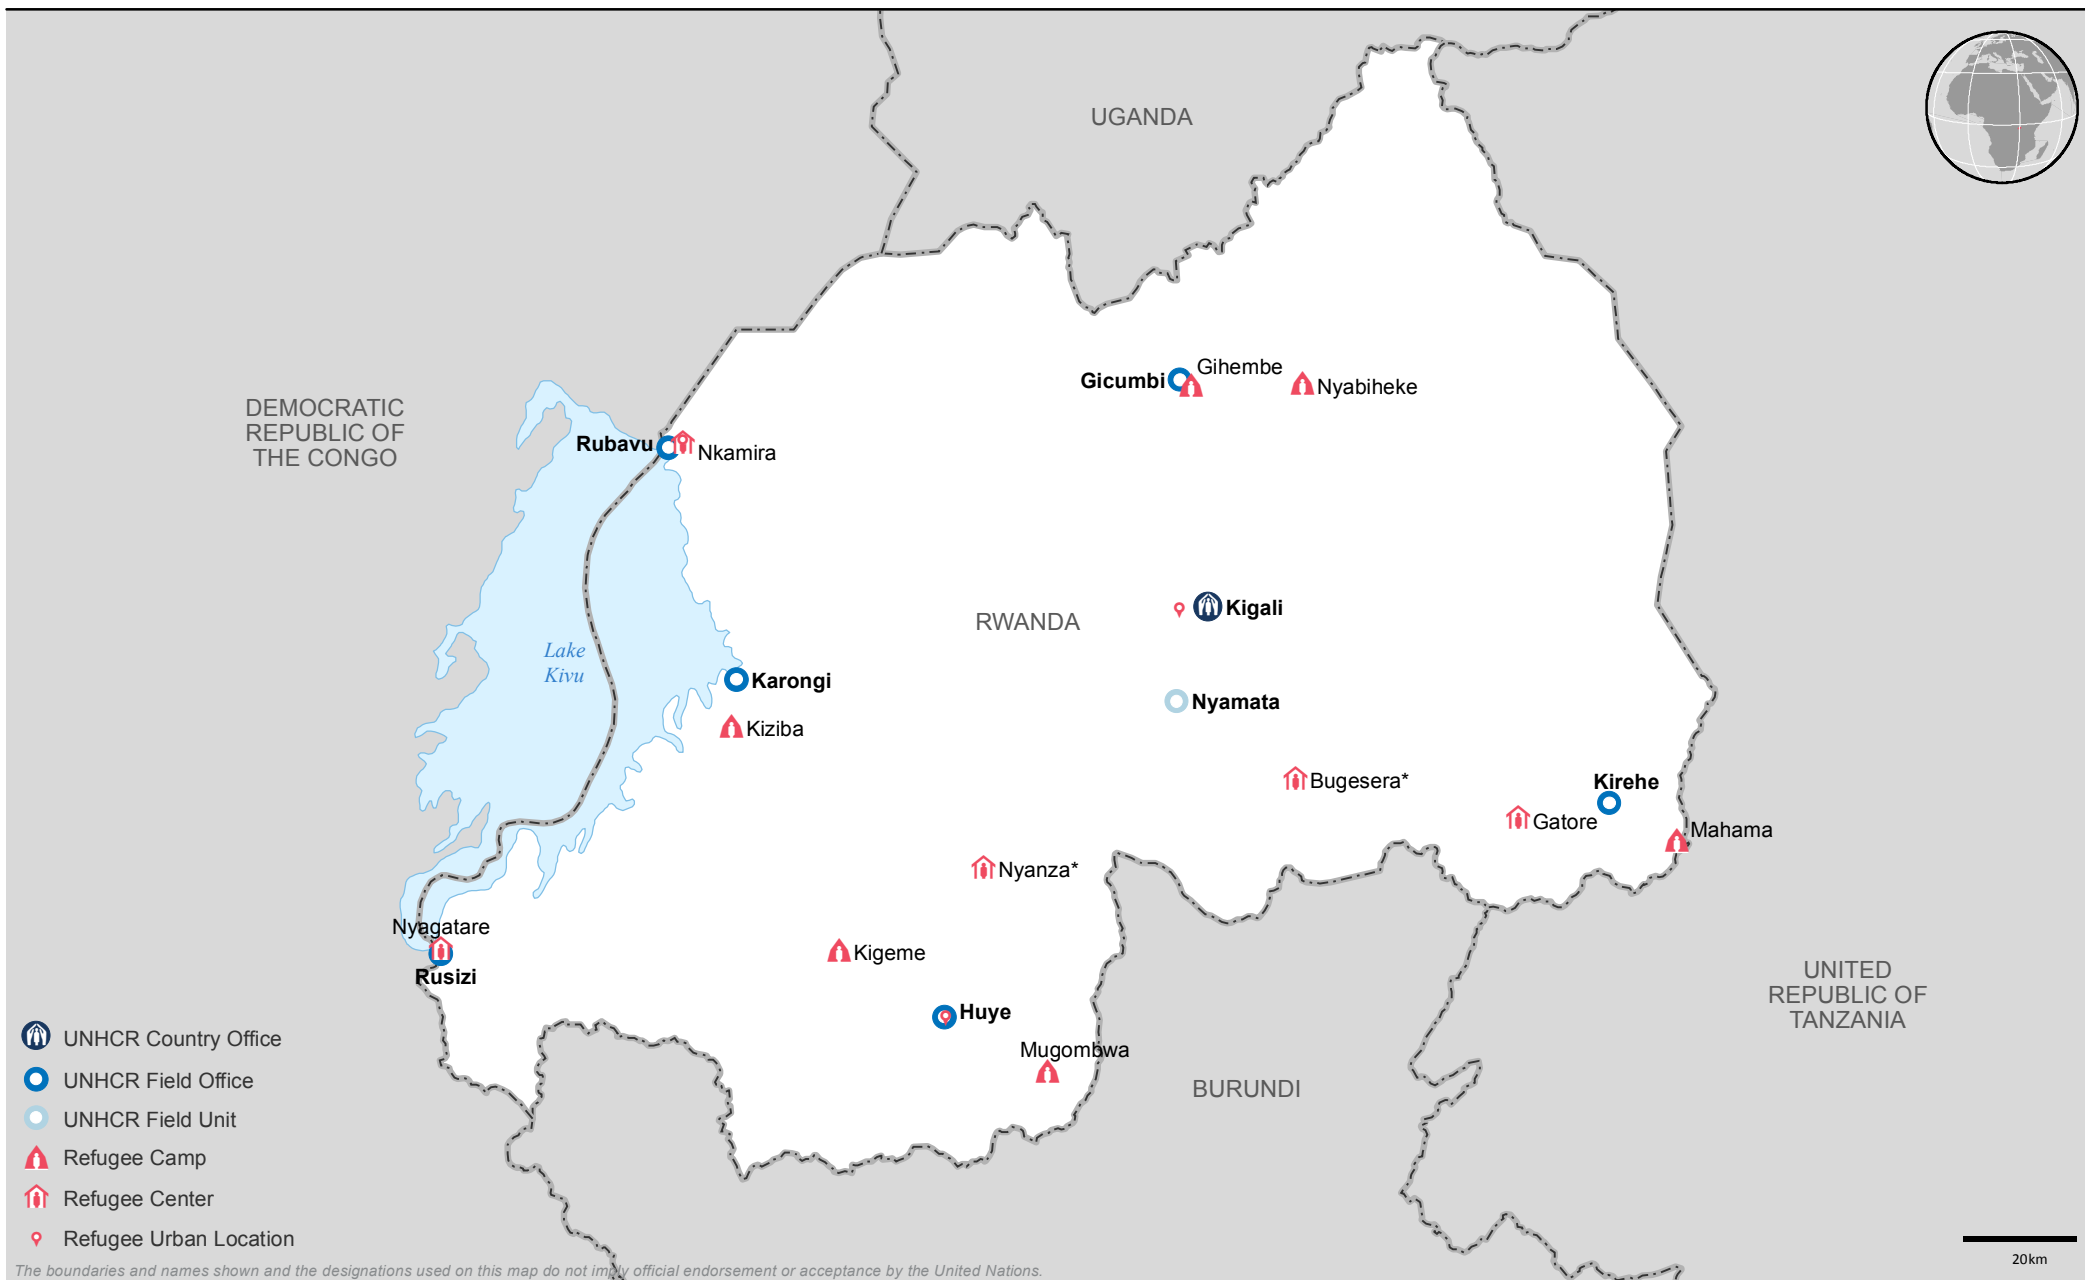 UGANDA
Gihembe
Gicumbi
Nyabiheke
DEMOCRATIC
REPUBLIC OF
THE CONGO
Rubavu
Nkamira
Kigali
RWANDA
Lake
Kivu
Karongi
Nyamata
Kiziba
Bugesera*
Kirehe
Gatore
Mahama
Nyanza*
Nyagatare
Rusizi
Kigeme
Huye
Mugombwa
UNITED
REPUBLIC OF
TANZANIA
BURUNDI
UNHCR Country Office
UNHCR Field Office
UNHCR Field Unit
Refugee Camp
Refugee Center
Refugee Urban Location
20km
The boundaries and names shown and the designations used on this map do not imply official endorsement or acceptance by the United Nations.